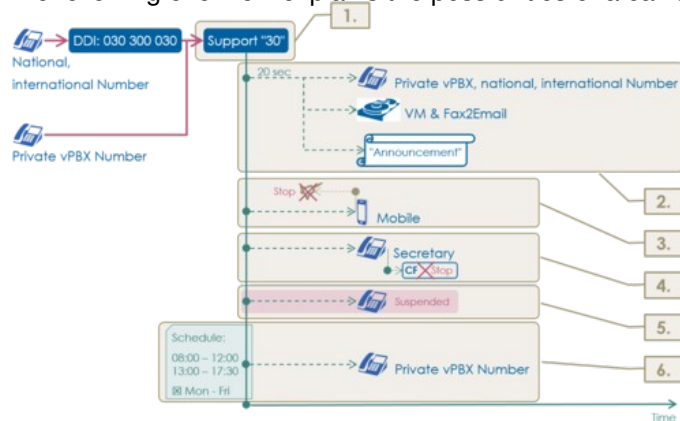 1.
DDI: 030 300 030
Support "30"
National,
international Number
Private vPBX Number
20 sec
Private vPBX, national, international Number
VM & Fax2Email
"Announcement"
2.
Stop
Mobile
3.
Secretary
CF Stop
4.
Suspended
5.
Schedule:
08:00 – 12:00
13:00 – 17:30
☒ Mon - Fri
Private vPBX Number
6.
Time